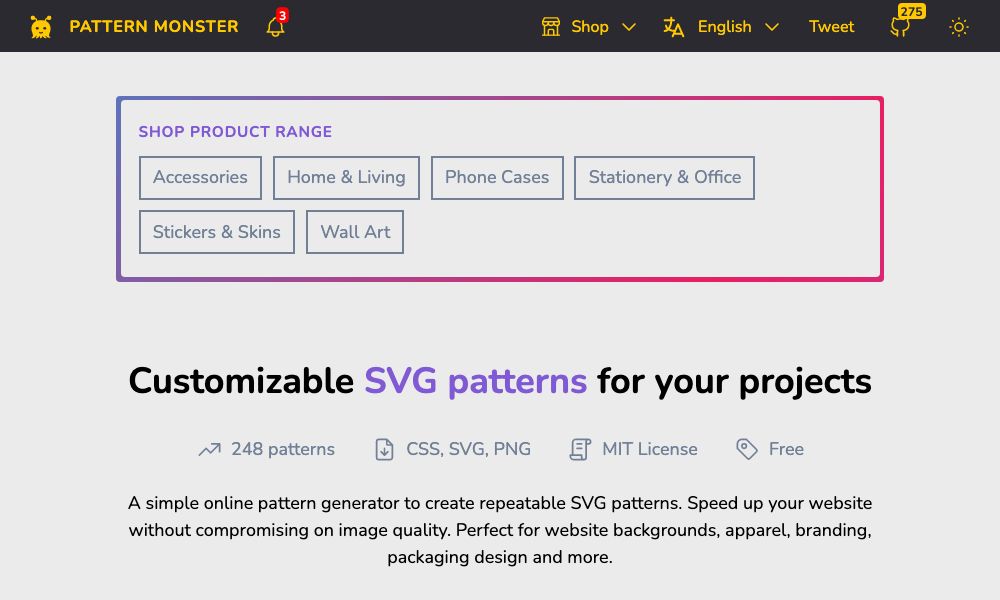 PATTERN MONSTER 3 Shop English Tweet 275
SHOP PRODUCT RANGE
Accessories Home & Living Phone Cases Stationery & Office
Stickers & Skins Wall Art
Customizable SVG patterns for your projects
248 patterns CSS, SVG, PNG MIT License Free
A simple online pattern generator to create repeatable SVG patterns. Speed up your website
without compromising on image quality. Perfect for website backgrounds, apparel, branding,
packaging design and more.